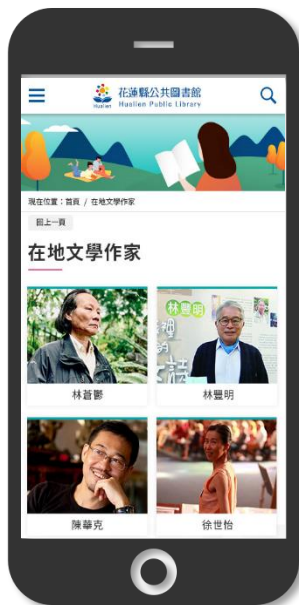 花蓮縣公共圖書館
Hualien
Hualien Public Library
現在位置：首頁 / 在地文學作家
回上一頁
在地文學作家
林蒼鬱
林豐明
林豐明
陳華克
徐世怡